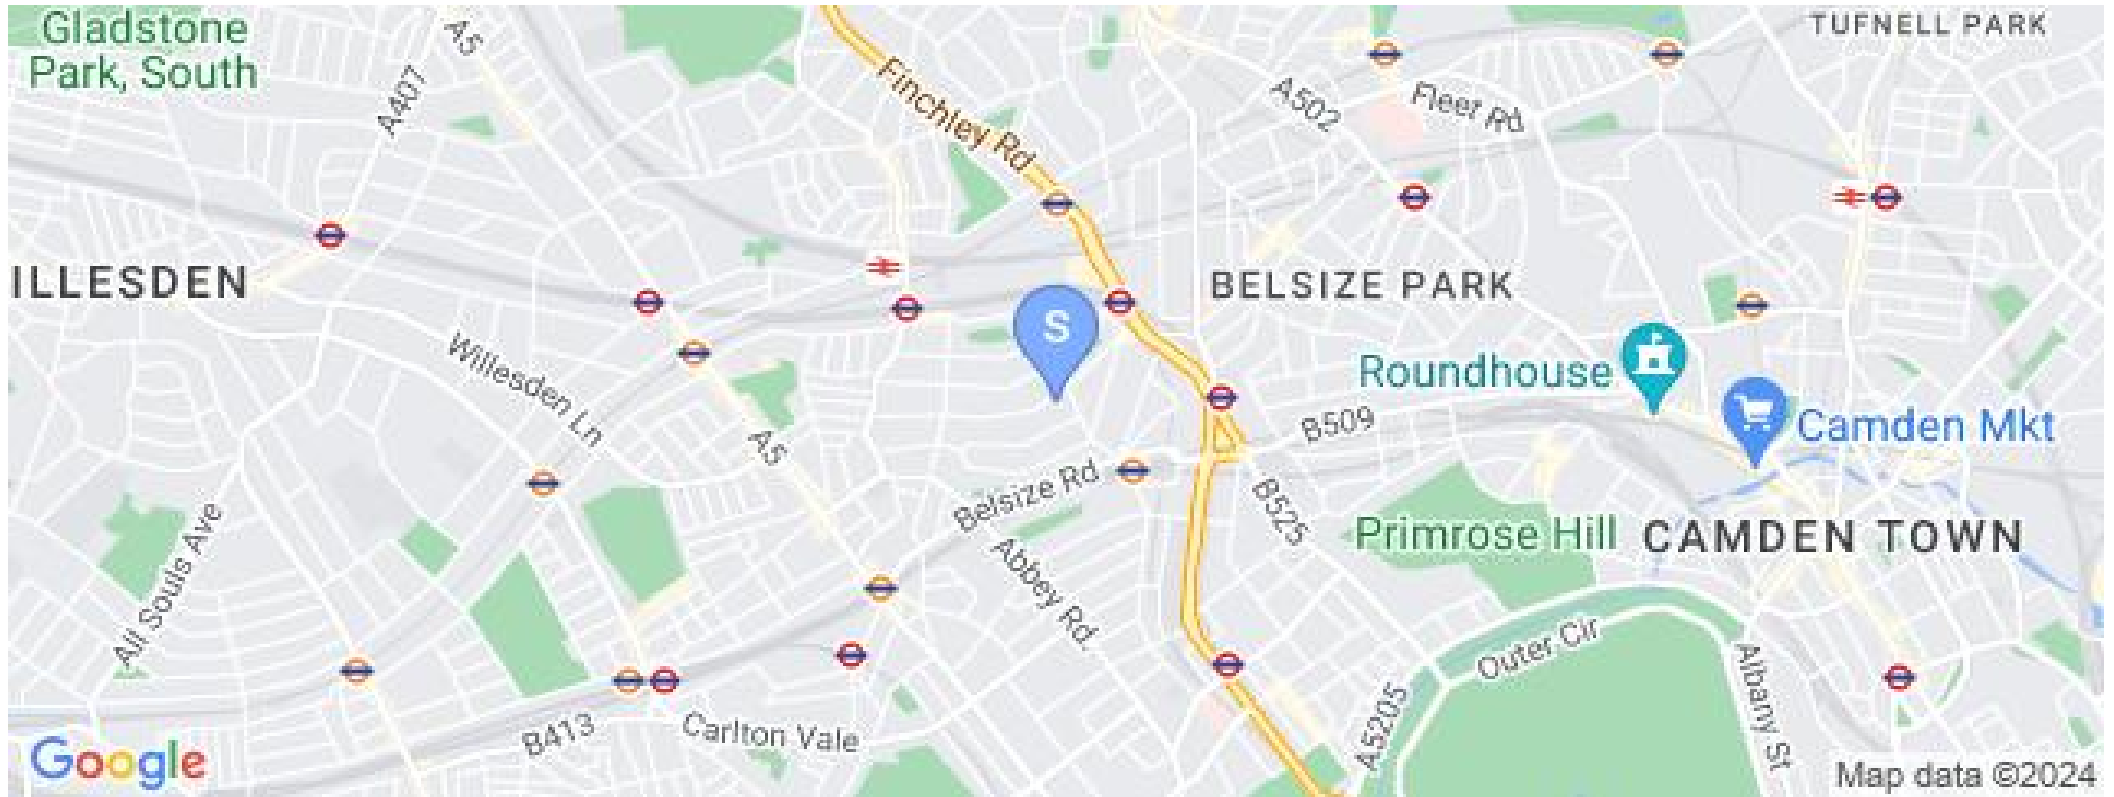 Gladstone
Park, South
A5
A407
Finchley Rd
A502
Fleet Rd
TUFNELL PARK
ILLESDEN
S
BELSIZE PARK
Willesden Ln
Roundhouse
A5
B509
Camden Mkt
Belsize Rd
B525
All Souls Ave
Abbey Rd.
Primrose Hill
CAMDEN TOWN
Outer Cir
Albany St
A5205
B413
Carlton Vale
Google
Map data ©2024